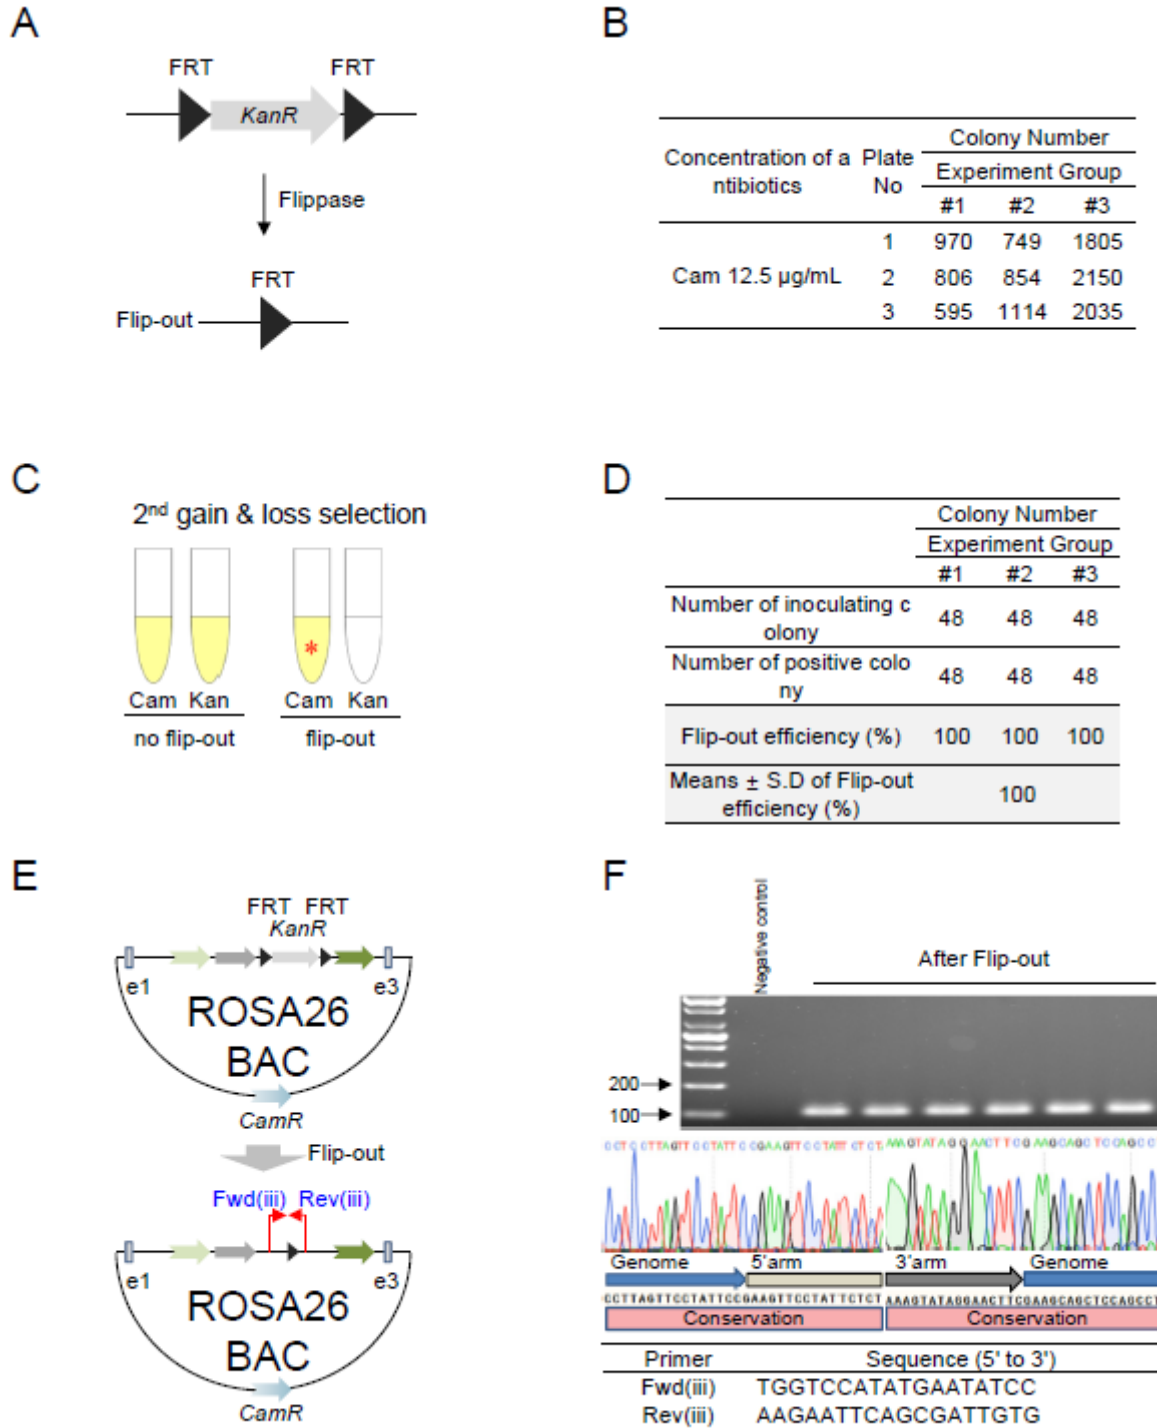 A
FRT FRT
KanR
Flippase
FRT
Flip-out
B
Colony Number
Concentration of a Plate
ntibiotics No
Experiment Group
#1 #2 #3
1 970 749 1805
Cam 12.5 µg/mL 2 806 854 2150
3 595 1114 2035
C
2nd gain & loss selection
*
Cam Kan Cam Kan
no flip-out flip-out
D
Colony Number
Experiment Group
#1 #2 #3
Number of inoculating c
olony 48 48 48
Number of positive colo
ny 48 48 48
Flip-out efficiency (%) 100 100 100
Means ± S.D of Flip-out
efficiency (%) 100
E
FRT FRT
KanR
e1 e3
ROSA26
BAC
CamR
Flip-out
Fwd(iii) Rev(iii)
e1 e3
ROSA26
BAC
CamR
F
Negative control
After Flip-out
200
100
CCTCCTTAGTTCCTATTCCGAAGTTCCTATTCTCT AAAGTATAGGAACTTCGAAGCAGCTCCAGCC
Genome 5'arm 3'arm Genome
CCTTAGTTCCTATTCCGAAGTTCCTATTCTCT AAAGTATAGGAACTTCGAAGCAGCTCCAGCCT
Conservation Conservation
Primer Sequence (5' to 3')
Fwd(iii) TGGTCCATATGAATATCC
Rev(iii) AAGAATTCAGCGATTGTG